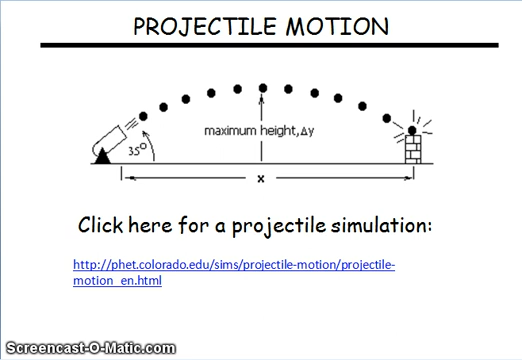 PROJECTILE MOTION
maximum height,Δy
35°
x
Click here for a projectile simulation:
http://phet.colorado.edu/sims/projectile-motion/projectile-
motion_en.html
Screencast-O-Matic.com